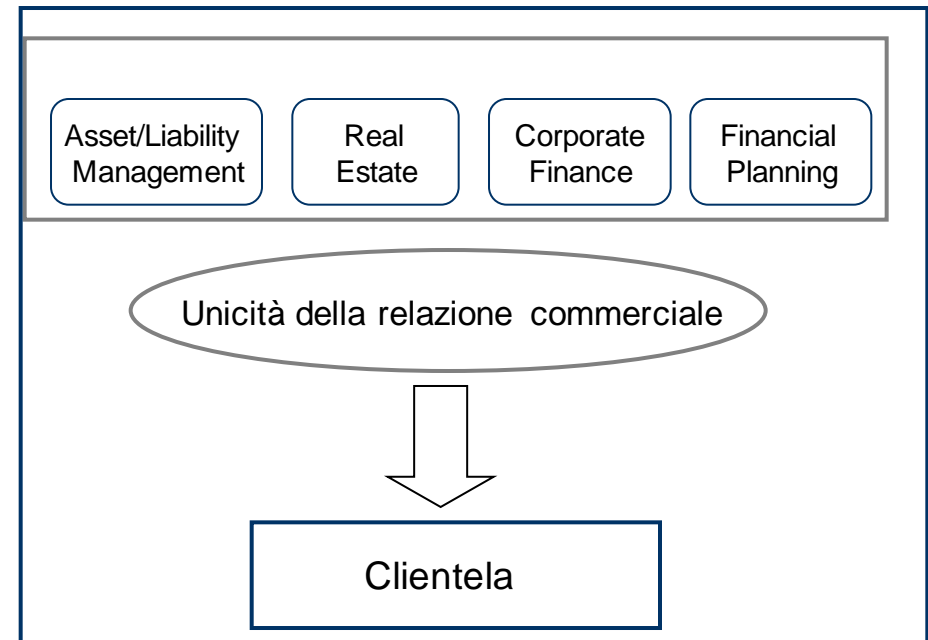 Asset/Liability
Management
Real
Estate
Corporate
Finance
Financial
Planning
Unicità della relazione commerciale
Clientela